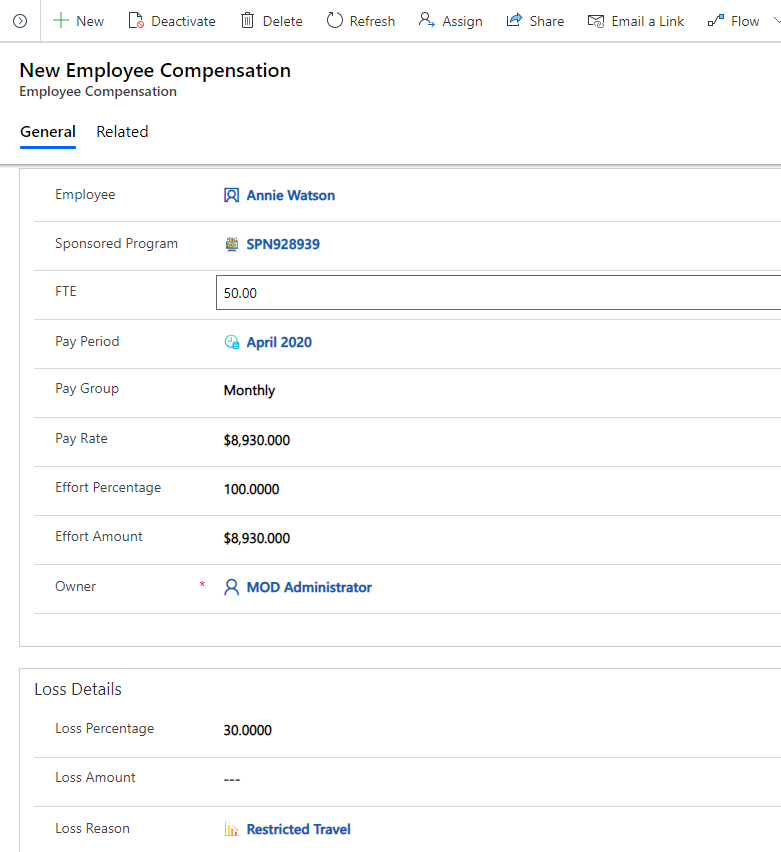 New Deactivate Delete Refresh Assign Share Email a Link Flow
New Employee Compensation
Employee Compensation
General Related
Employee Annie Watson
Sponsored Program SPN928939
FTE 50.00
Pay Period April 2020
Pay Group Monthly
Pay Rate $8,930.000
Effort Percentage 100.0000
Effort Amount $8,930.000
Owner * MOD Administrator
Loss Details
Loss Percentage 30.0000
Loss Amount ---
Loss Reason Restricted Travel